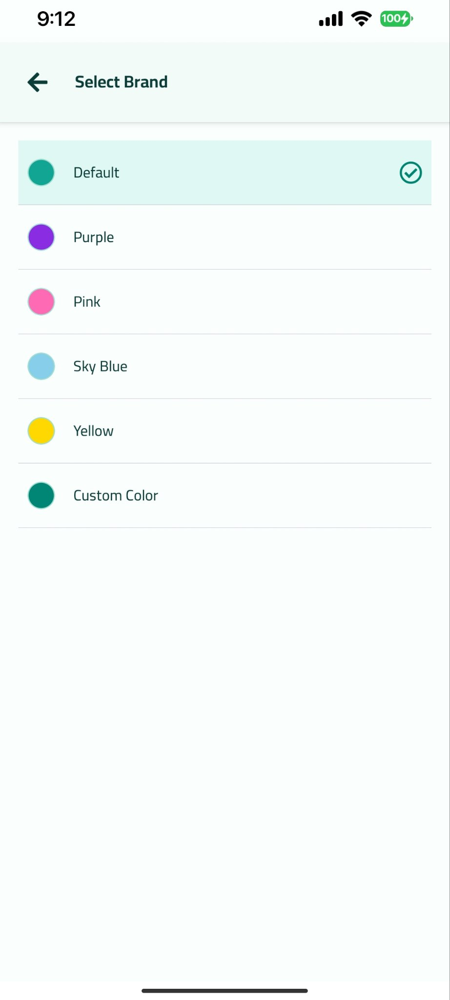 9:12
100
Select Brand
Default
Purple
Pink
Sky Blue
Yellow
Custom Color